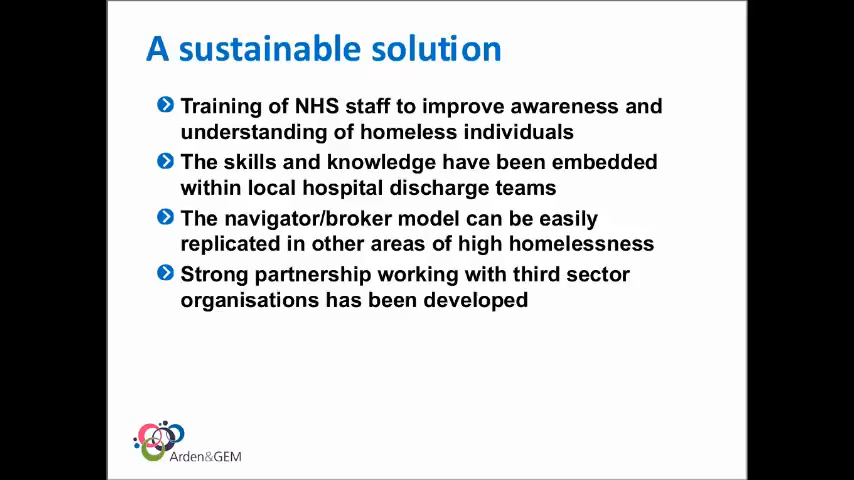 A sustainable solution
Training of NHS staff to improve awareness and
understanding of homeless individuals
The skills and knowledge have been embedded
within local hospital discharge teams
The navigator/broker model can be easily
replicated in other areas of high homelessness
Strong partnership working with third sector
organisations has been developed
Arden&GEM